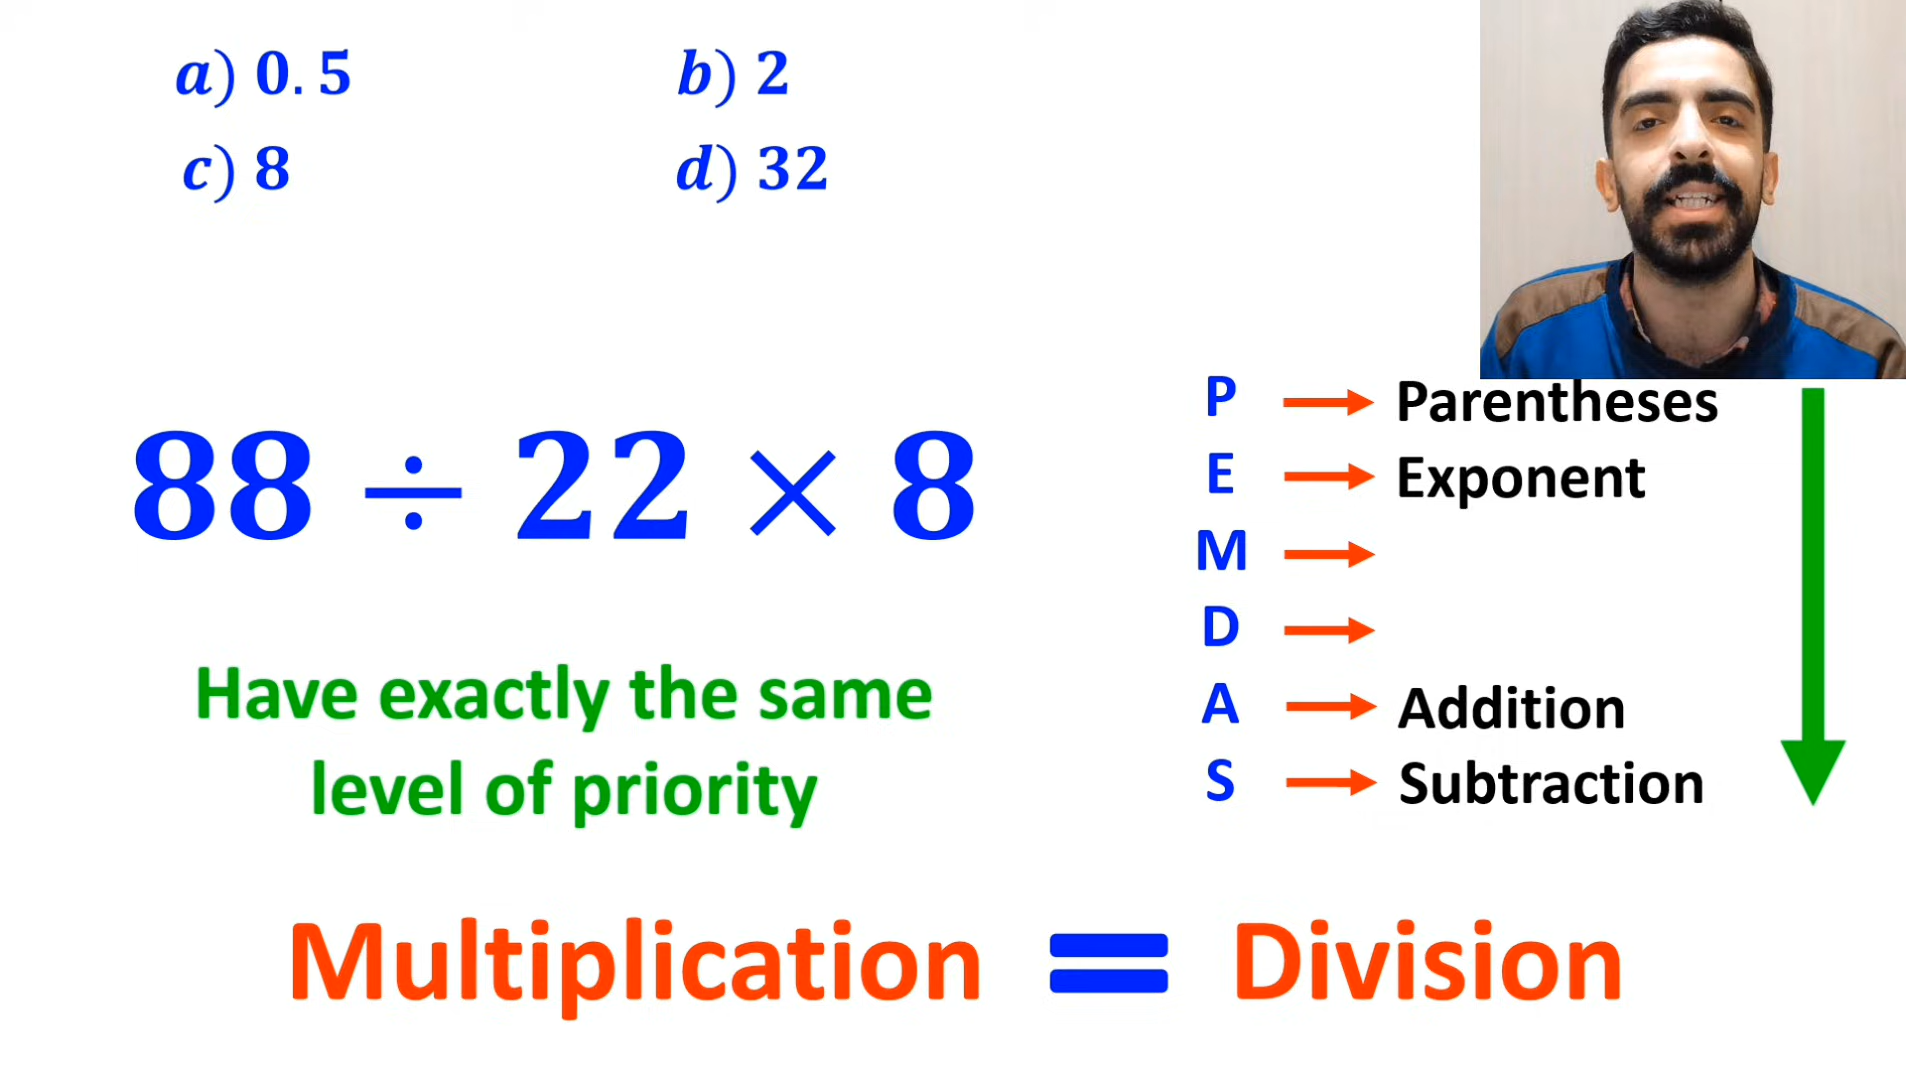 a) 0.5
b) 2
c) 8
d) 32
88 ÷ 22 × 8
P → Parentheses
E → Exponent
M →
D →
A → Addition
S → Subtraction
Have exactly the same
level of priority
Multiplication = Division